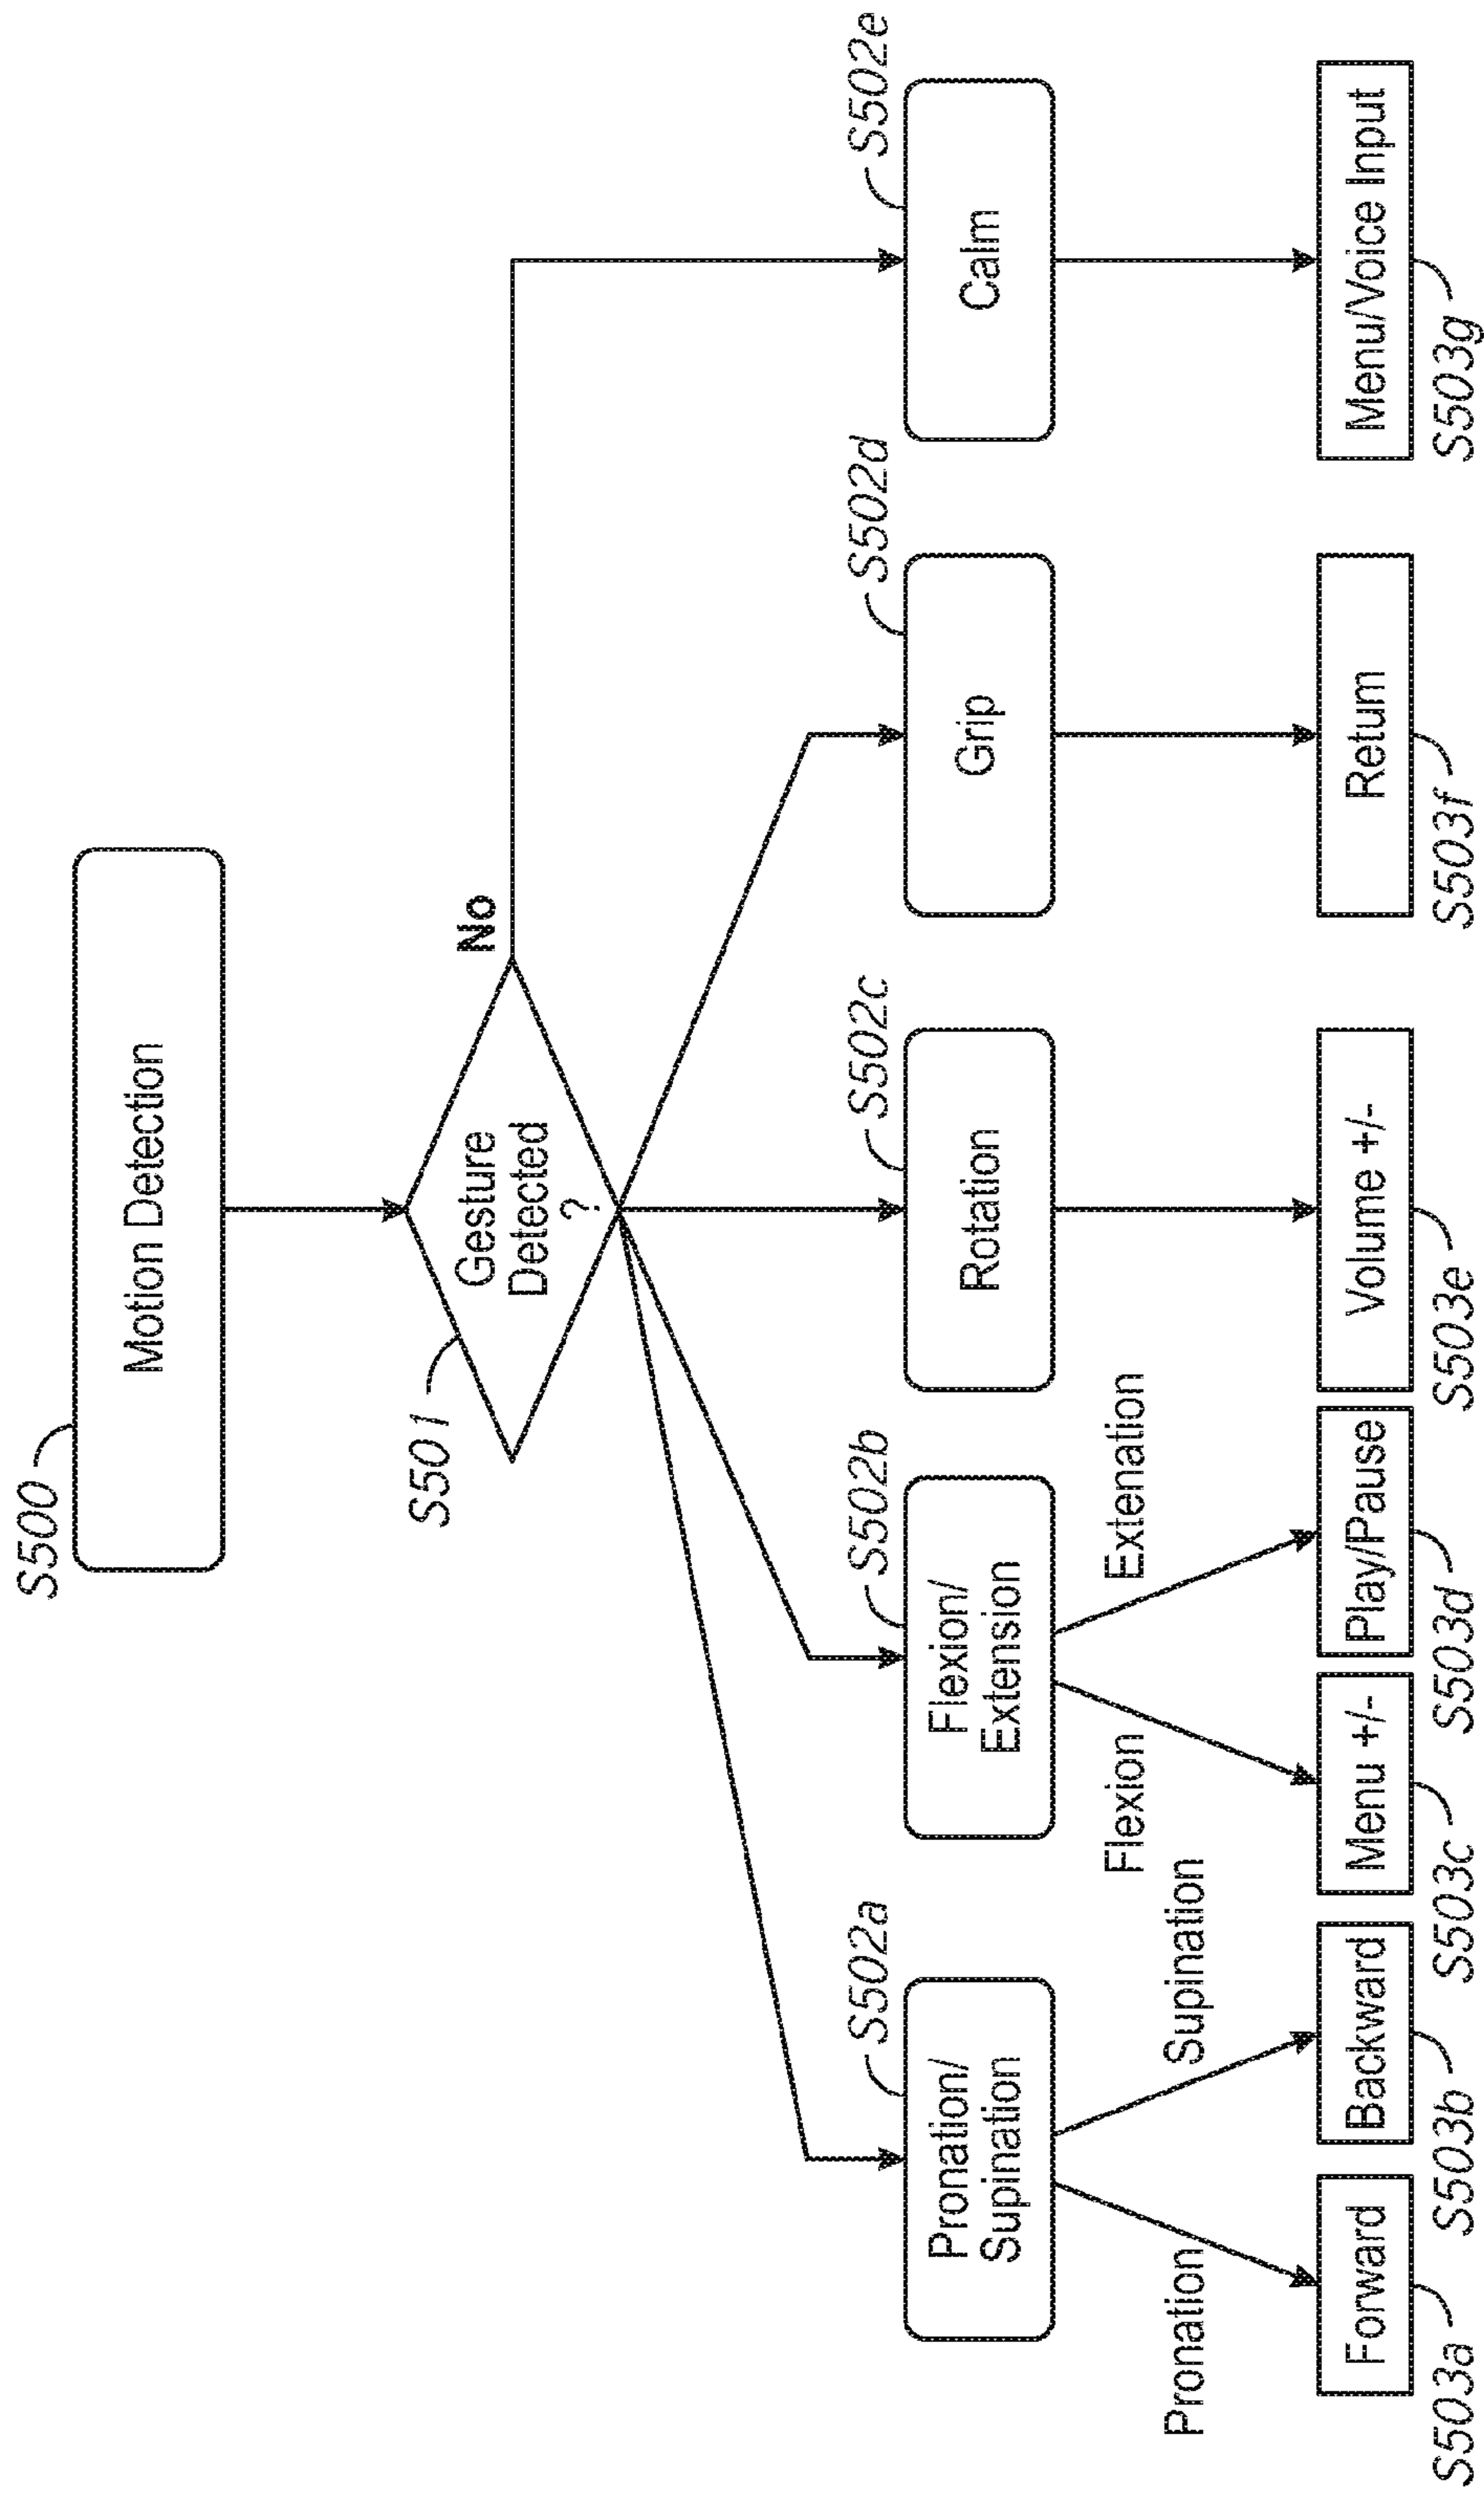 S500
Motion Detection
S501
Gesture
Detected
?
No
S502a
Pronation/
Supination
S502b
Flexion/
Extension
S502c
Rotation
S502d
Grip
S502e
Calm
Pronation
Supination
Flexion
Extenation
Forward
Backward
Menu +/-
Play/Pause
Volume +/-
Return
Menu/Voice Input
S503a
S503b
S503c
S503d
S503e
S503f
S503g